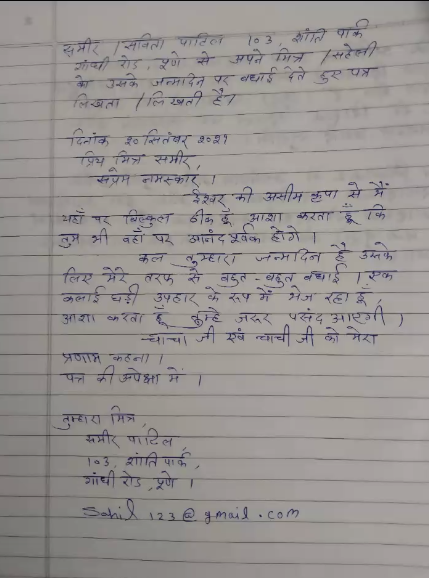 समीर / सविता पाटिल 103, शांति पार्क
गांधी रोड, पूणे से अपने मित्र / सहेली
को उसके जन्मदिन पर बधाई देते हुए पत्र
लिखता / लिखती है।
दिनांक 20 सितंबर 2021
प्रिय मित्र समीर,
सप्रेम नमस्कार।
ईश्वर की असीम कृपा से मैं
यहाँ पर बिल्कुल ठीक हूँ आशा करता हूँ कि
तुम भी वहाँ पर आनंदपूर्वक होंगे।
कल तुम्हारा जन्मदिन है उसके
लिए मेरे तरफ से बहुत-बहुत बधाई। एक
कलाई घड़ी उपहार के रूप में भेज रहा हूँ,
आशा करता हूँ तुम्हे जरूर पसंद आएगी।
चाचा जी एवं चाची जी को मेरा
प्रणाम कहना।
पत्र की अपेक्षा में।
तुम्हारा मित्र,
समीर पाटिल,
103, शांति पार्क,
गांधी रोड, पूणे।
Sahil123@gmail.com